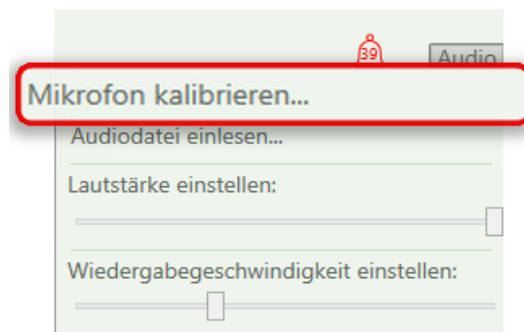 39
Audio
Mikrofon kalibrieren...
Audiodatei einlesen...
Lautstärke einstellen:
Wiedergabegeschwindigkeit einstellen: